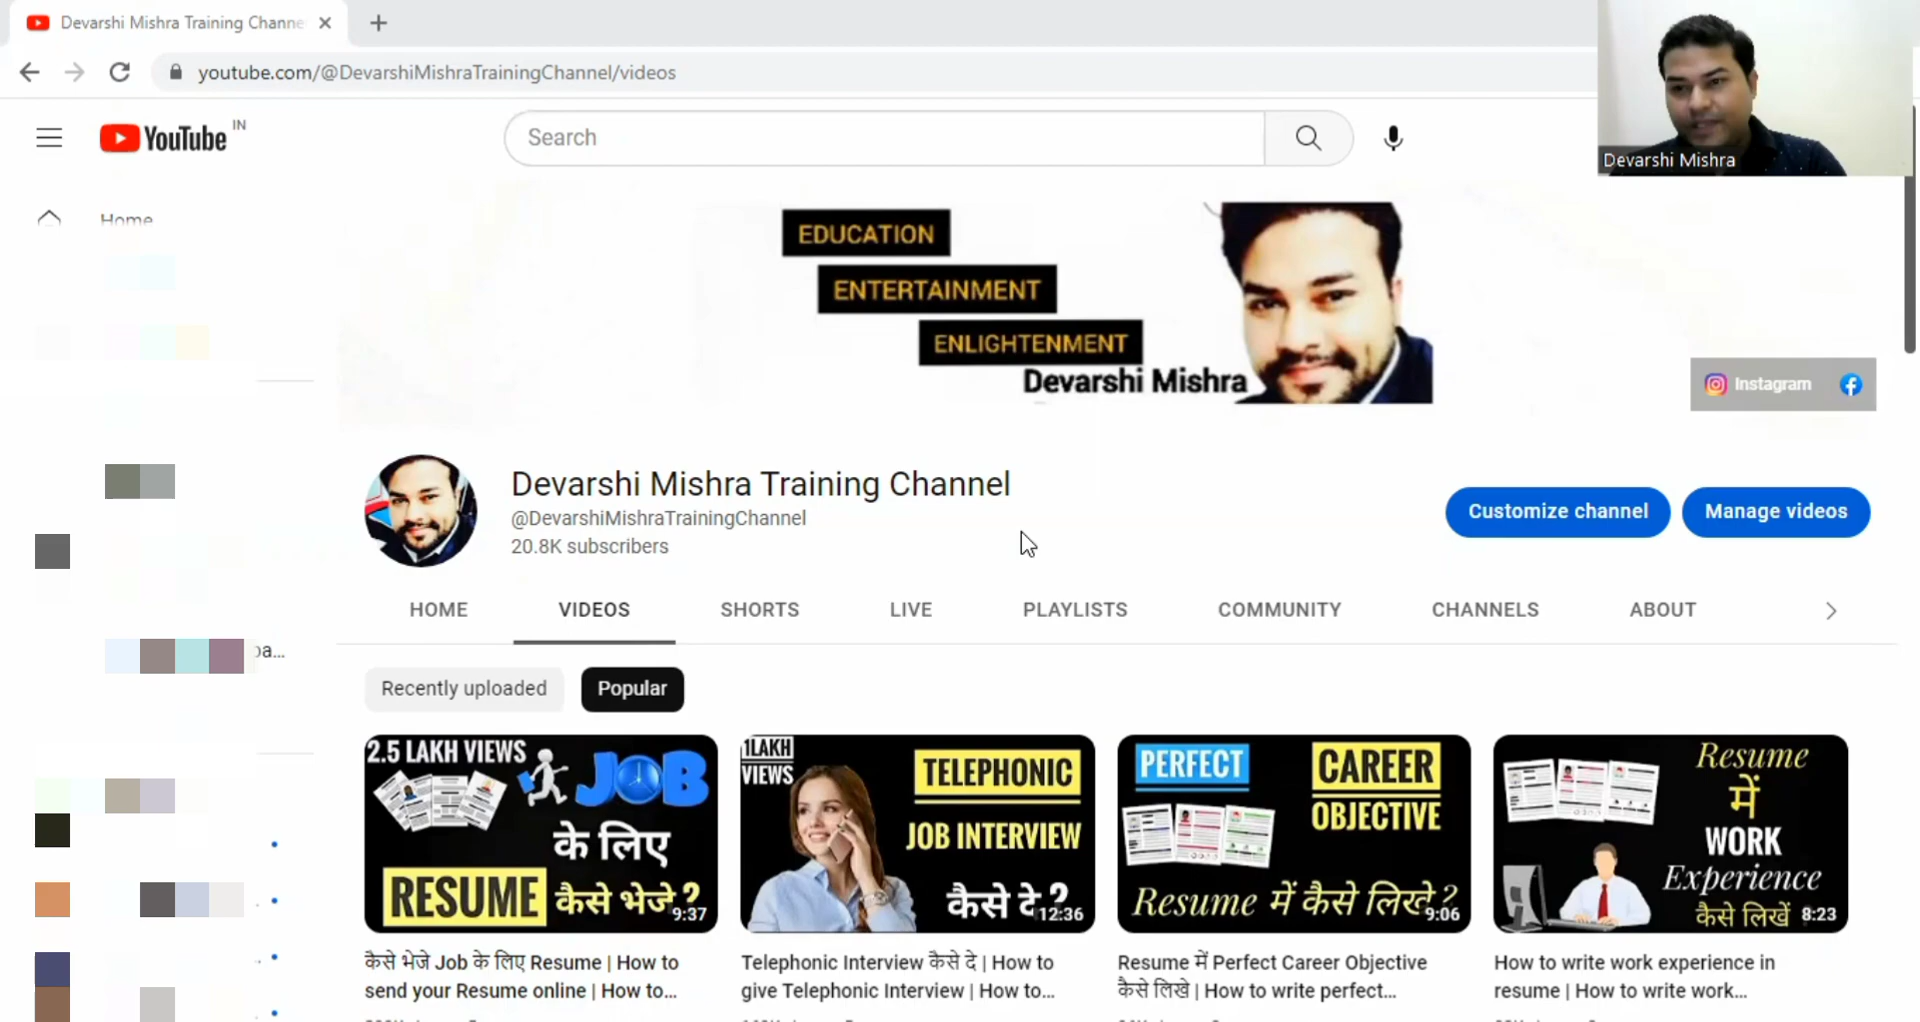 Devarshi Mishra Training Channe
youtube.com/@DevarshiMishraTrainingChannel/videos
YouTube IN
Search
Devarshi Mishra
Home
EDUCATION
ENTERTAINMENT
ENLIGHTENMENT
Devarshi Mishra
Instagram
Devarshi Mishra Training Channel
@DevarshiMishraTrainingChannel
20.8K subscribers
Customize channel
Manage videos
HOME VIDEOS SHORTS LIVE PLAYLISTS COMMUNITY CHANNELS ABOUT
Recently uploaded
Popular
2.5 LAKH VIEWS
JOB
के लिए
RESUME कैसे भेजे ?
9:37
1LAKH
VIEWS
TELEPHONIC
JOB INTERVIEW
कैसे दे ?
12:36
PERFECT
CAREER
OBJECTIVE
Resume में कैसे लिखे ?
9:06
Resume
में
WORK
Experience
कैसे लिखें
8:23
कैसे भेजे Job के लिए Resume | How to
send your Resume online | How to...
Telephonic Interview कैसे दे | How to
give Telephonic Interview | How to...
Resume में Perfect Career Objective
कैसे लिखे | How to write perfect...
How to write work experience in
resume | How to write work...